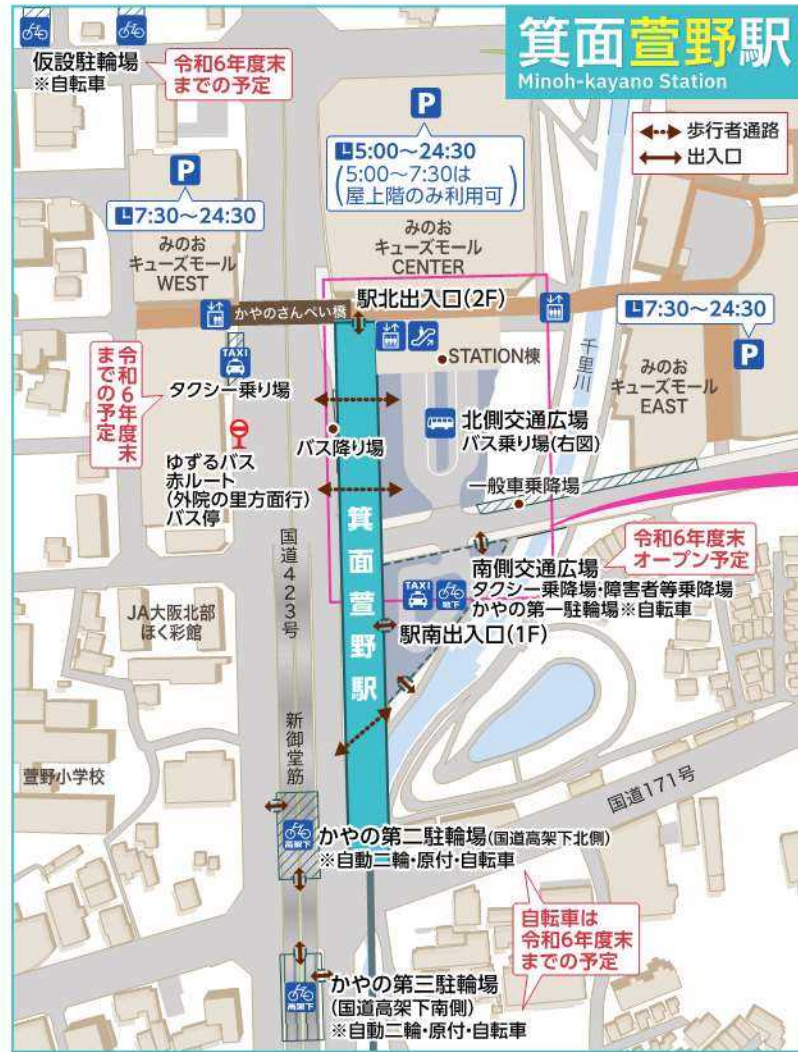 箕面萱野駅
Minoh-kayano Station
歩行者通路
出入口
仮設駐輪場
※自転車
令和6年度末
までの予定
P
5:00～24:30
(5:00～7:30は
屋上階のみ利用可)
P
7:30～24:30
みのお
キューズモール
WEST
みのお
キューズモール
CENTER
駅北出入口(2F)
かやのさんぺい橋
7:30～24:30
P
みのお
キューズモール
EAST
千里川
STATION棟
令和6年度末
までの予定
TAXI
タクシー乗り場
北側交通広場
バス乗り場(右図)
バス降り場
ゆずるバス
赤ルート
(外院の里方面行)
バス停
一般車乗降場
国道423号
箕面萱野駅
令和6年度末
オープン予定
南側交通広場
TAXI
地下
タクシー乗降場・障害者等乗降場
かやの第一駐輪場※自転車
駅南出入口(1F)
JA大阪北部
ほく彩館
新御堂筋
萱野小学校
国道171号
高架下
かやの第二駐輪場(国道高架下北側)
※自動二輪・原付・自転車
自転車は
令和6年度末
までの予定
高架下
かやの第三駐輪場
(国道高架下南側)
※自動二輪・原付・自転車